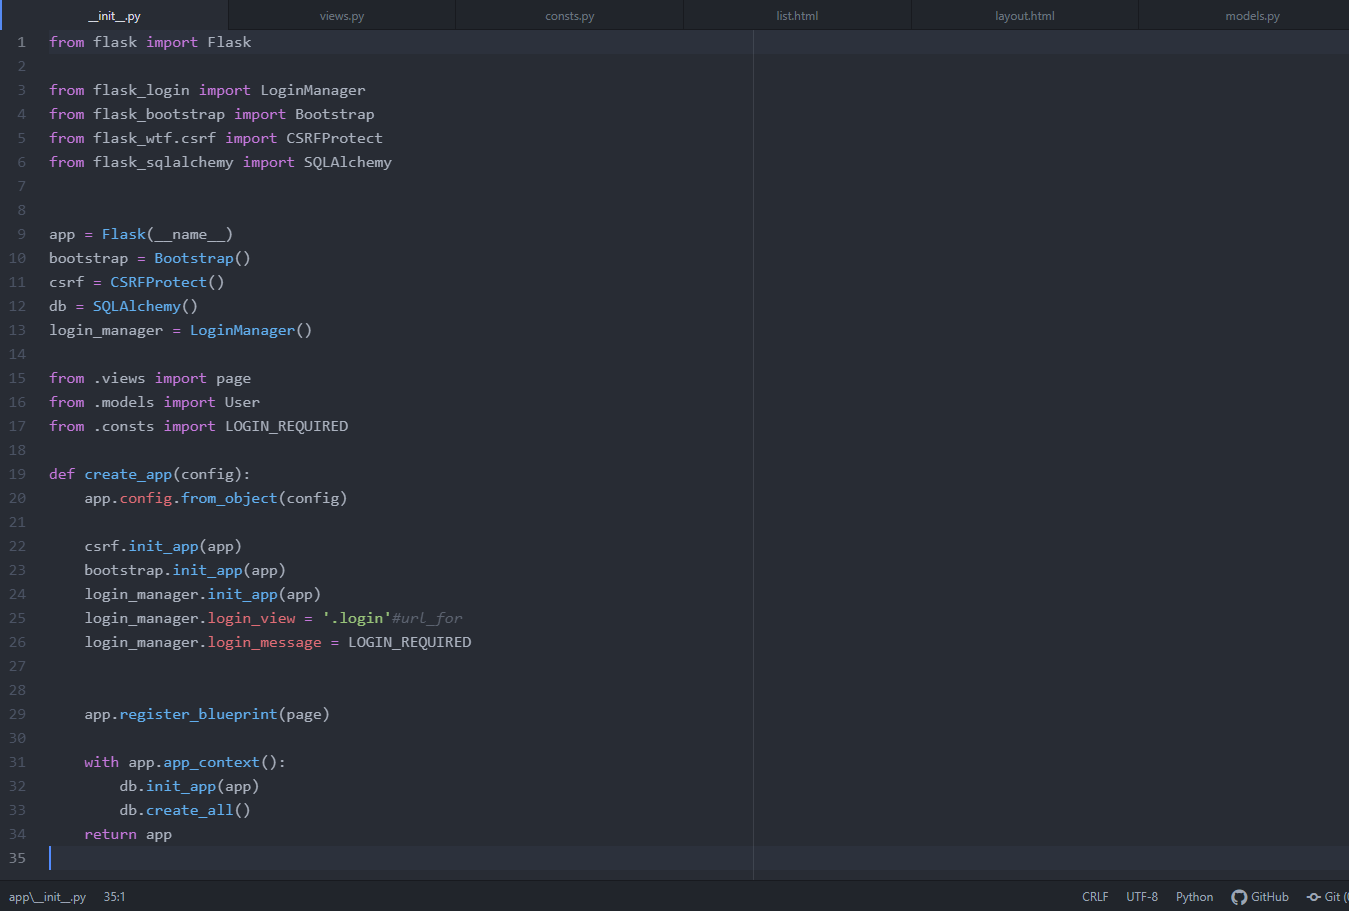 __init__.py views.py consts.py list.html layout.html models.py
1 from flask import Flask
2
3 from flask_login import LoginManager
4 from flask_bootstrap import Bootstrap
5 from flask_wtf.csrf import CSRFProtect
6 from flask_sqlalchemy import SQLAlchemy
7
8
9 app = Flask(__name__)
10 bootstrap = Bootstrap()
11 csrf = CSRFProtect()
12 db = SQLAlchemy()
13 login_manager = LoginManager()
14
15 from .views import page
16 from .models import User
17 from .consts import LOGIN_REQUIRED
18
19 def create_app(config):
20     app.config.from_object(config)
21
22     csrf.init_app(app)
23     bootstrap.init_app(app)
24     login_manager.init_app(app)
25     login_manager.login_view = '.login'#url_for
26     login_manager.login_message = LOGIN_REQUIRED
27
28
29     app.register_blueprint(page)
30
31     with app.app_context():
32         db.init_app(app)
33         db.create_all()
34     return app
35
app\__init__.py 35:1 CRLF UTF-8 Python GitHub Git (